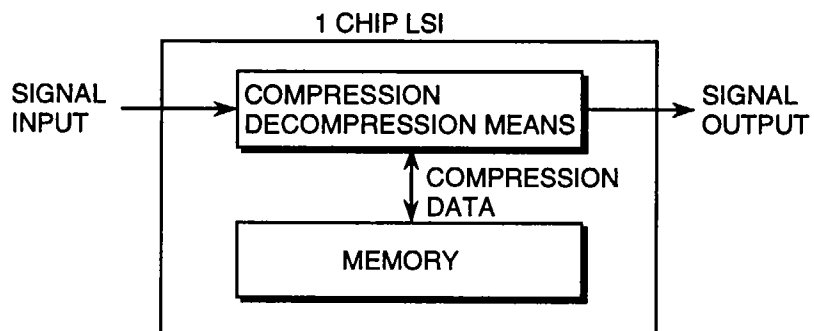 1 CHIP LSI
SIGNAL
INPUT
COMPRESSION
DECOMPRESSION MEANS
SIGNAL
OUTPUT
COMPRESSION
DATA
MEMORY